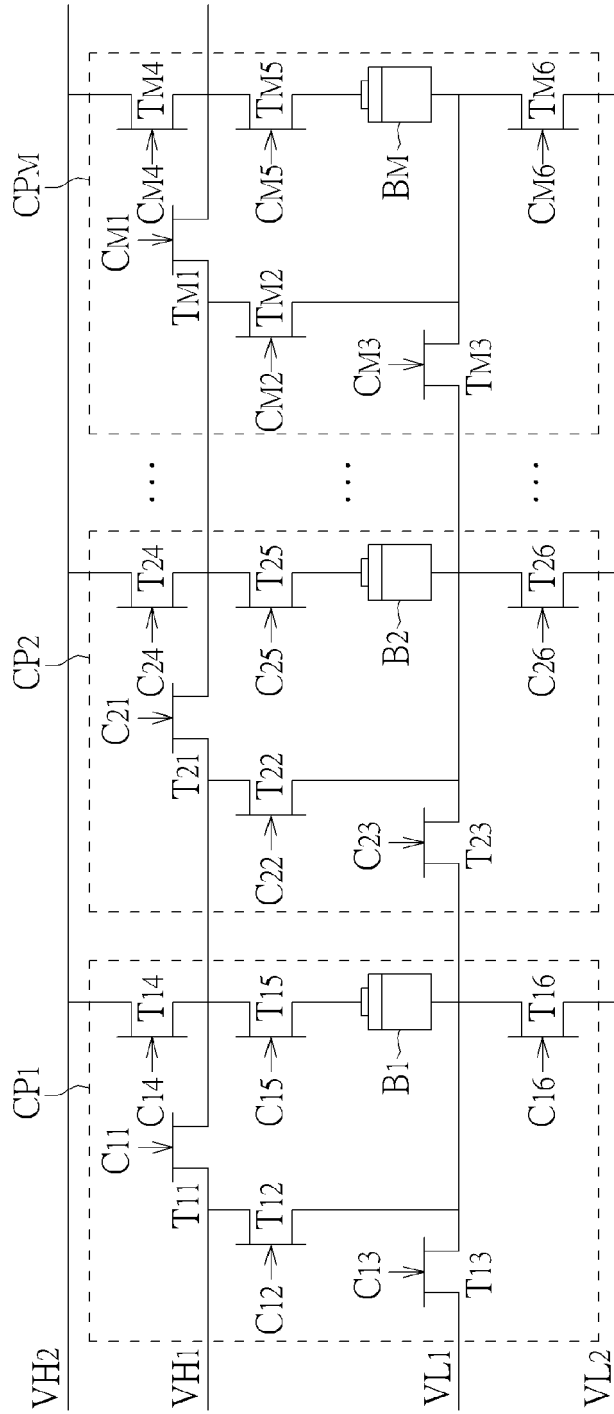 CP1
CP2
CPM
VH2
VH1
VL1
VL2
C11
T11
C12
T12
C13
T13
C14
T14
C15
T15
B1
C16
T16
C21
T21
C22
T22
C23
T23
C24
T24
C25
T25
B2
C26
T26
...
...
...
CM1
TM1
CM2
TM2
CM3
TM3
CM4
TM4
CM5
TM5
BM
CM6
TM6